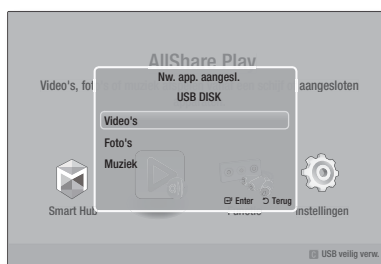 AllShare Play
Video's, fot
aangesloten
Nw. app. aangesl.
USB DISK
Video's
Foto's
Muziek
Enter Terug
Smart Hub
Functie
Instellingen
USB veilig verw.